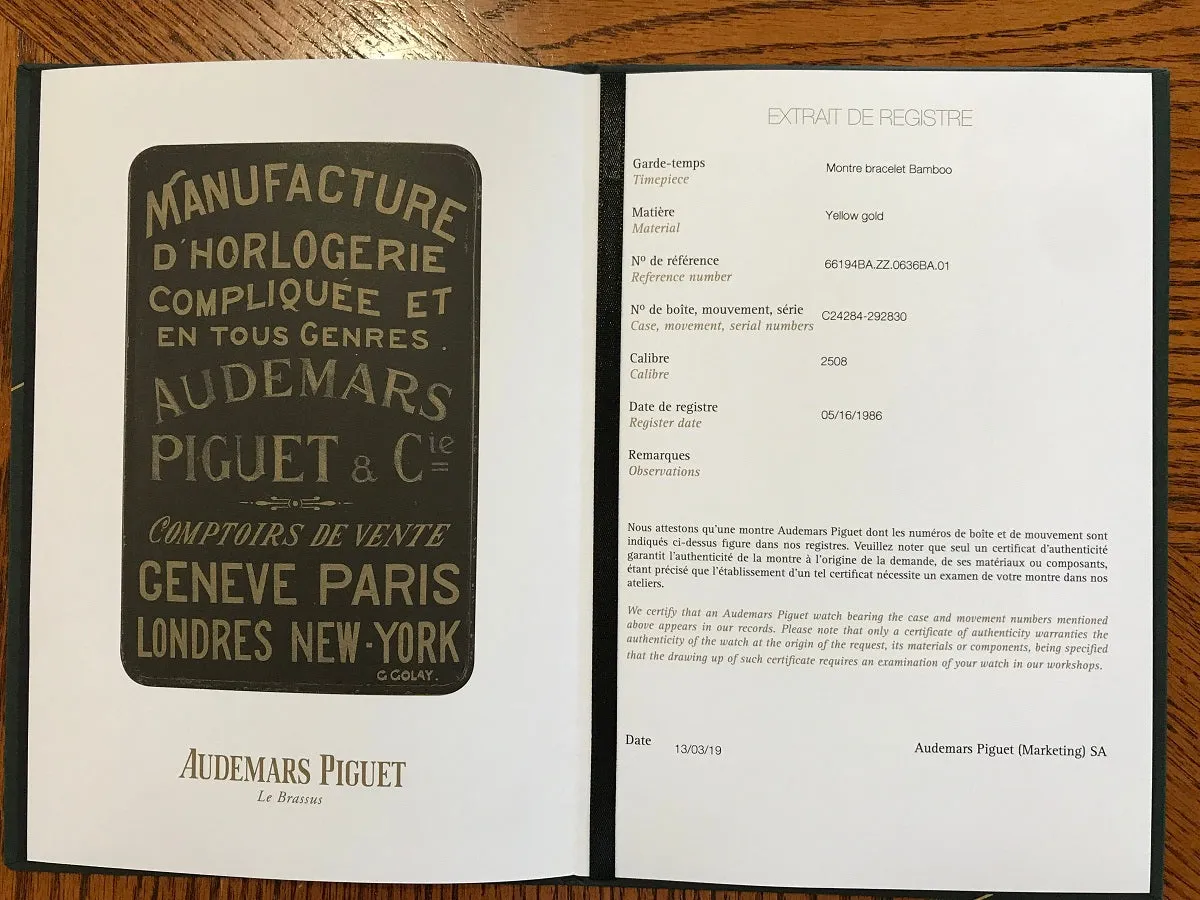 MANUFACTURE
D'HORLOGERIE
COMPLIQUÉE ET
EN TOUS GENRES.
AUDEMARS
PIGUET & Cie
COMPTOIRS DE VENTE
GENEVE PARIS
LONDRES NEW-YORK
G GOLAY.
AUDEMARS PIGUET
Le Brassus
EXTRAIT DE REGISTRE
Garde-temps
Timepiece
Montre bracelet Bamboo
Matière
Material
Yellow gold
Nº de référence
Reference number
66194BA.ZZ.0636BA.01
Nº de boîte, mouvement, série
Case, movement, serial numbers
C24284-292830
Calibre
Calibre
2508
Date de registre
Register date
05/16/1986
Remarques
Observations
Nous attestons qu'une montre Audemars Piguet dont les numéros de boîte et de mouvement sont
indiqués ci-dessus figure dans nos registres. Veuillez noter que seul un certificat d'authenticité
garantit l'authenticité de la montre à l'origine de la demande, de ses matériaux ou composants,
étant précisé que l'établissement d'un tel certificat nécessite un examen de votre montre dans nos
ateliers.
We certify that an Audemars Piguet watch bearing the case and movement numbers mentioned
above appears in our records. Please note that only a certificate of authenticity warranties the
authenticity of the watch at the origin of the request, its materials or components, being specified
that the drawing up of such certificate requires an examination of your watch in our workshops.
Date
13/03/19
Audemars Piguet (Marketing) SA